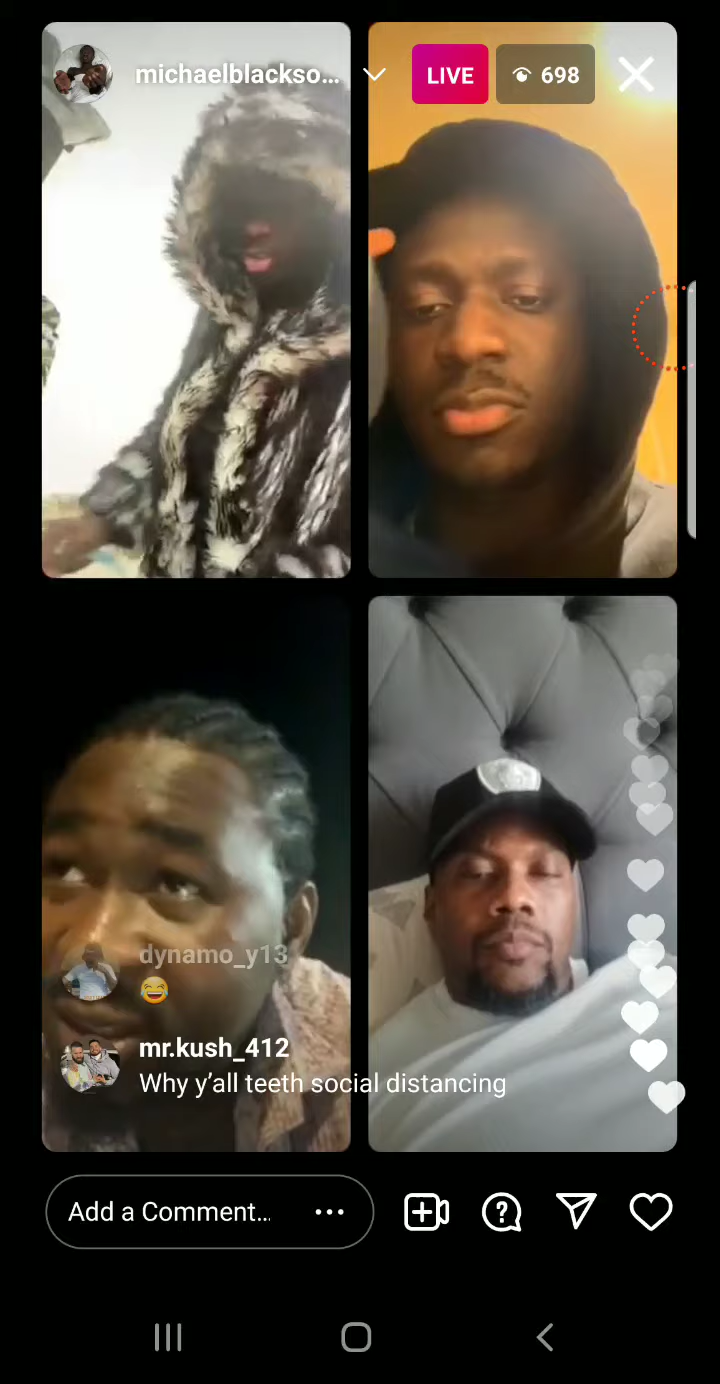 michaelblackso...
LIVE
698
dynamo_y13
😂
mr.kush_412
Why y'all teeth social distancing
Add a Comment...